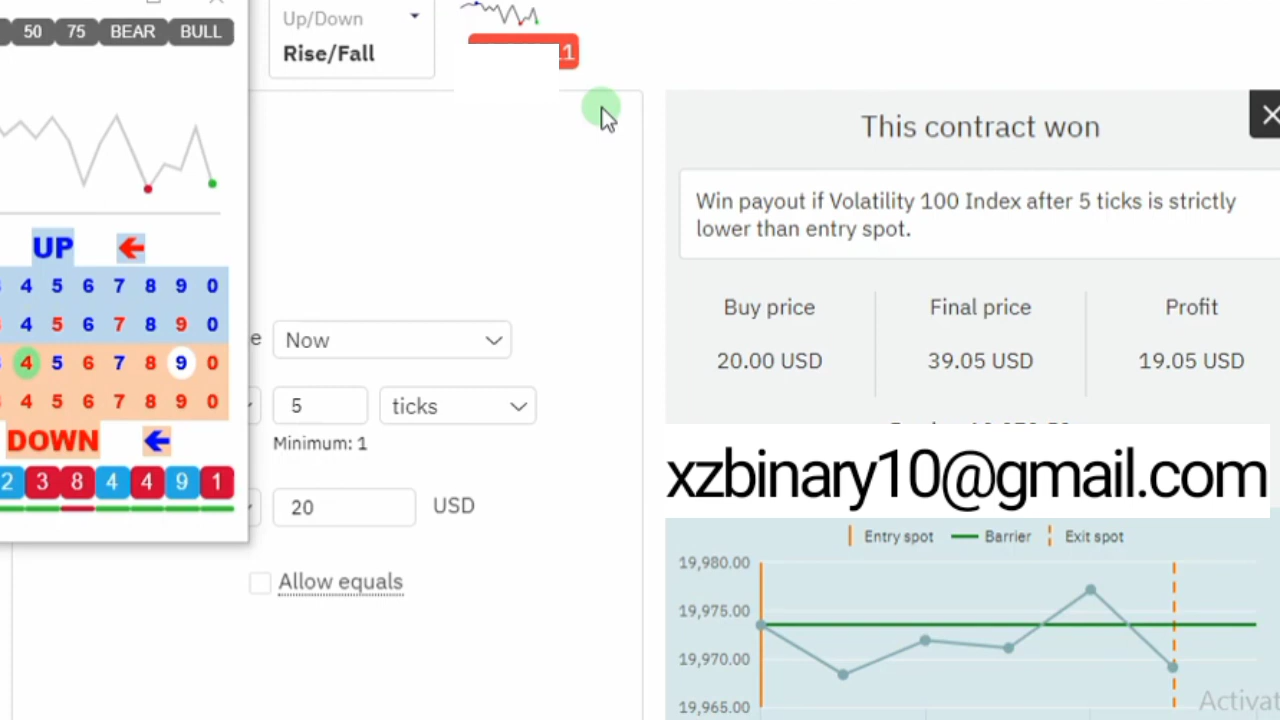 50 75 BEAR BULL
Up/Down
Rise/Fall
1
UP
4 5 6 7 8 9 0
4 5 6 7 8 9 0
4 5 6 7 8 9 0
4 5 6 7 8 9 0
DOWN
2 3 8 4 4 9 1
e Now
5 ticks
Minimum: 1
20 USD
Allow equals
This contract won
Win payout if Volatility 100 Index after 5 ticks is strictly
lower than entry spot.
Buy price Final price Profit
20.00 USD 39.05 USD 19.05 USD
xzbinary10@gmail.com
Entry spot Barrier Exit spot
19,980.00
19,975.00
19,970.00
19,965.00
Activat